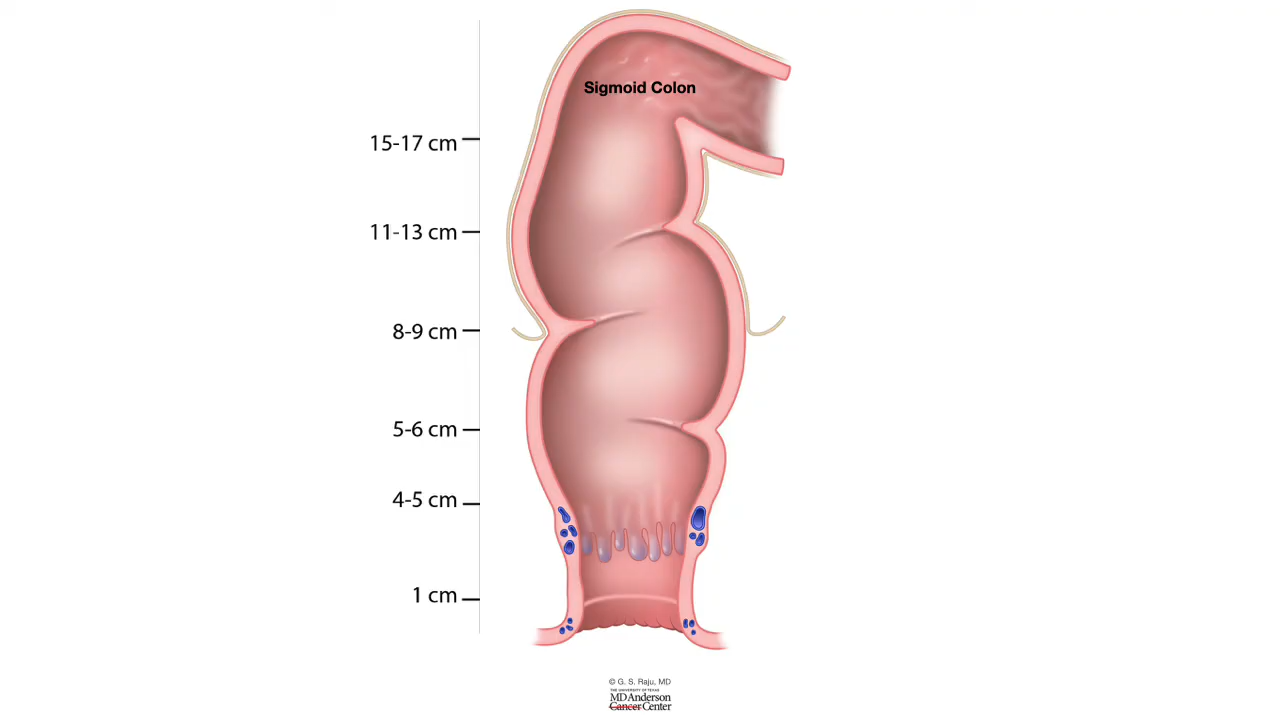 Sigmoid Colon
15-17 cm
11-13 cm
8-9 cm
5-6 cm
4-5 cm
1 cm
© G. S. Raju, MD
THE UNIVERSITY OF TEXAS
MD Anderson
Cancer Center